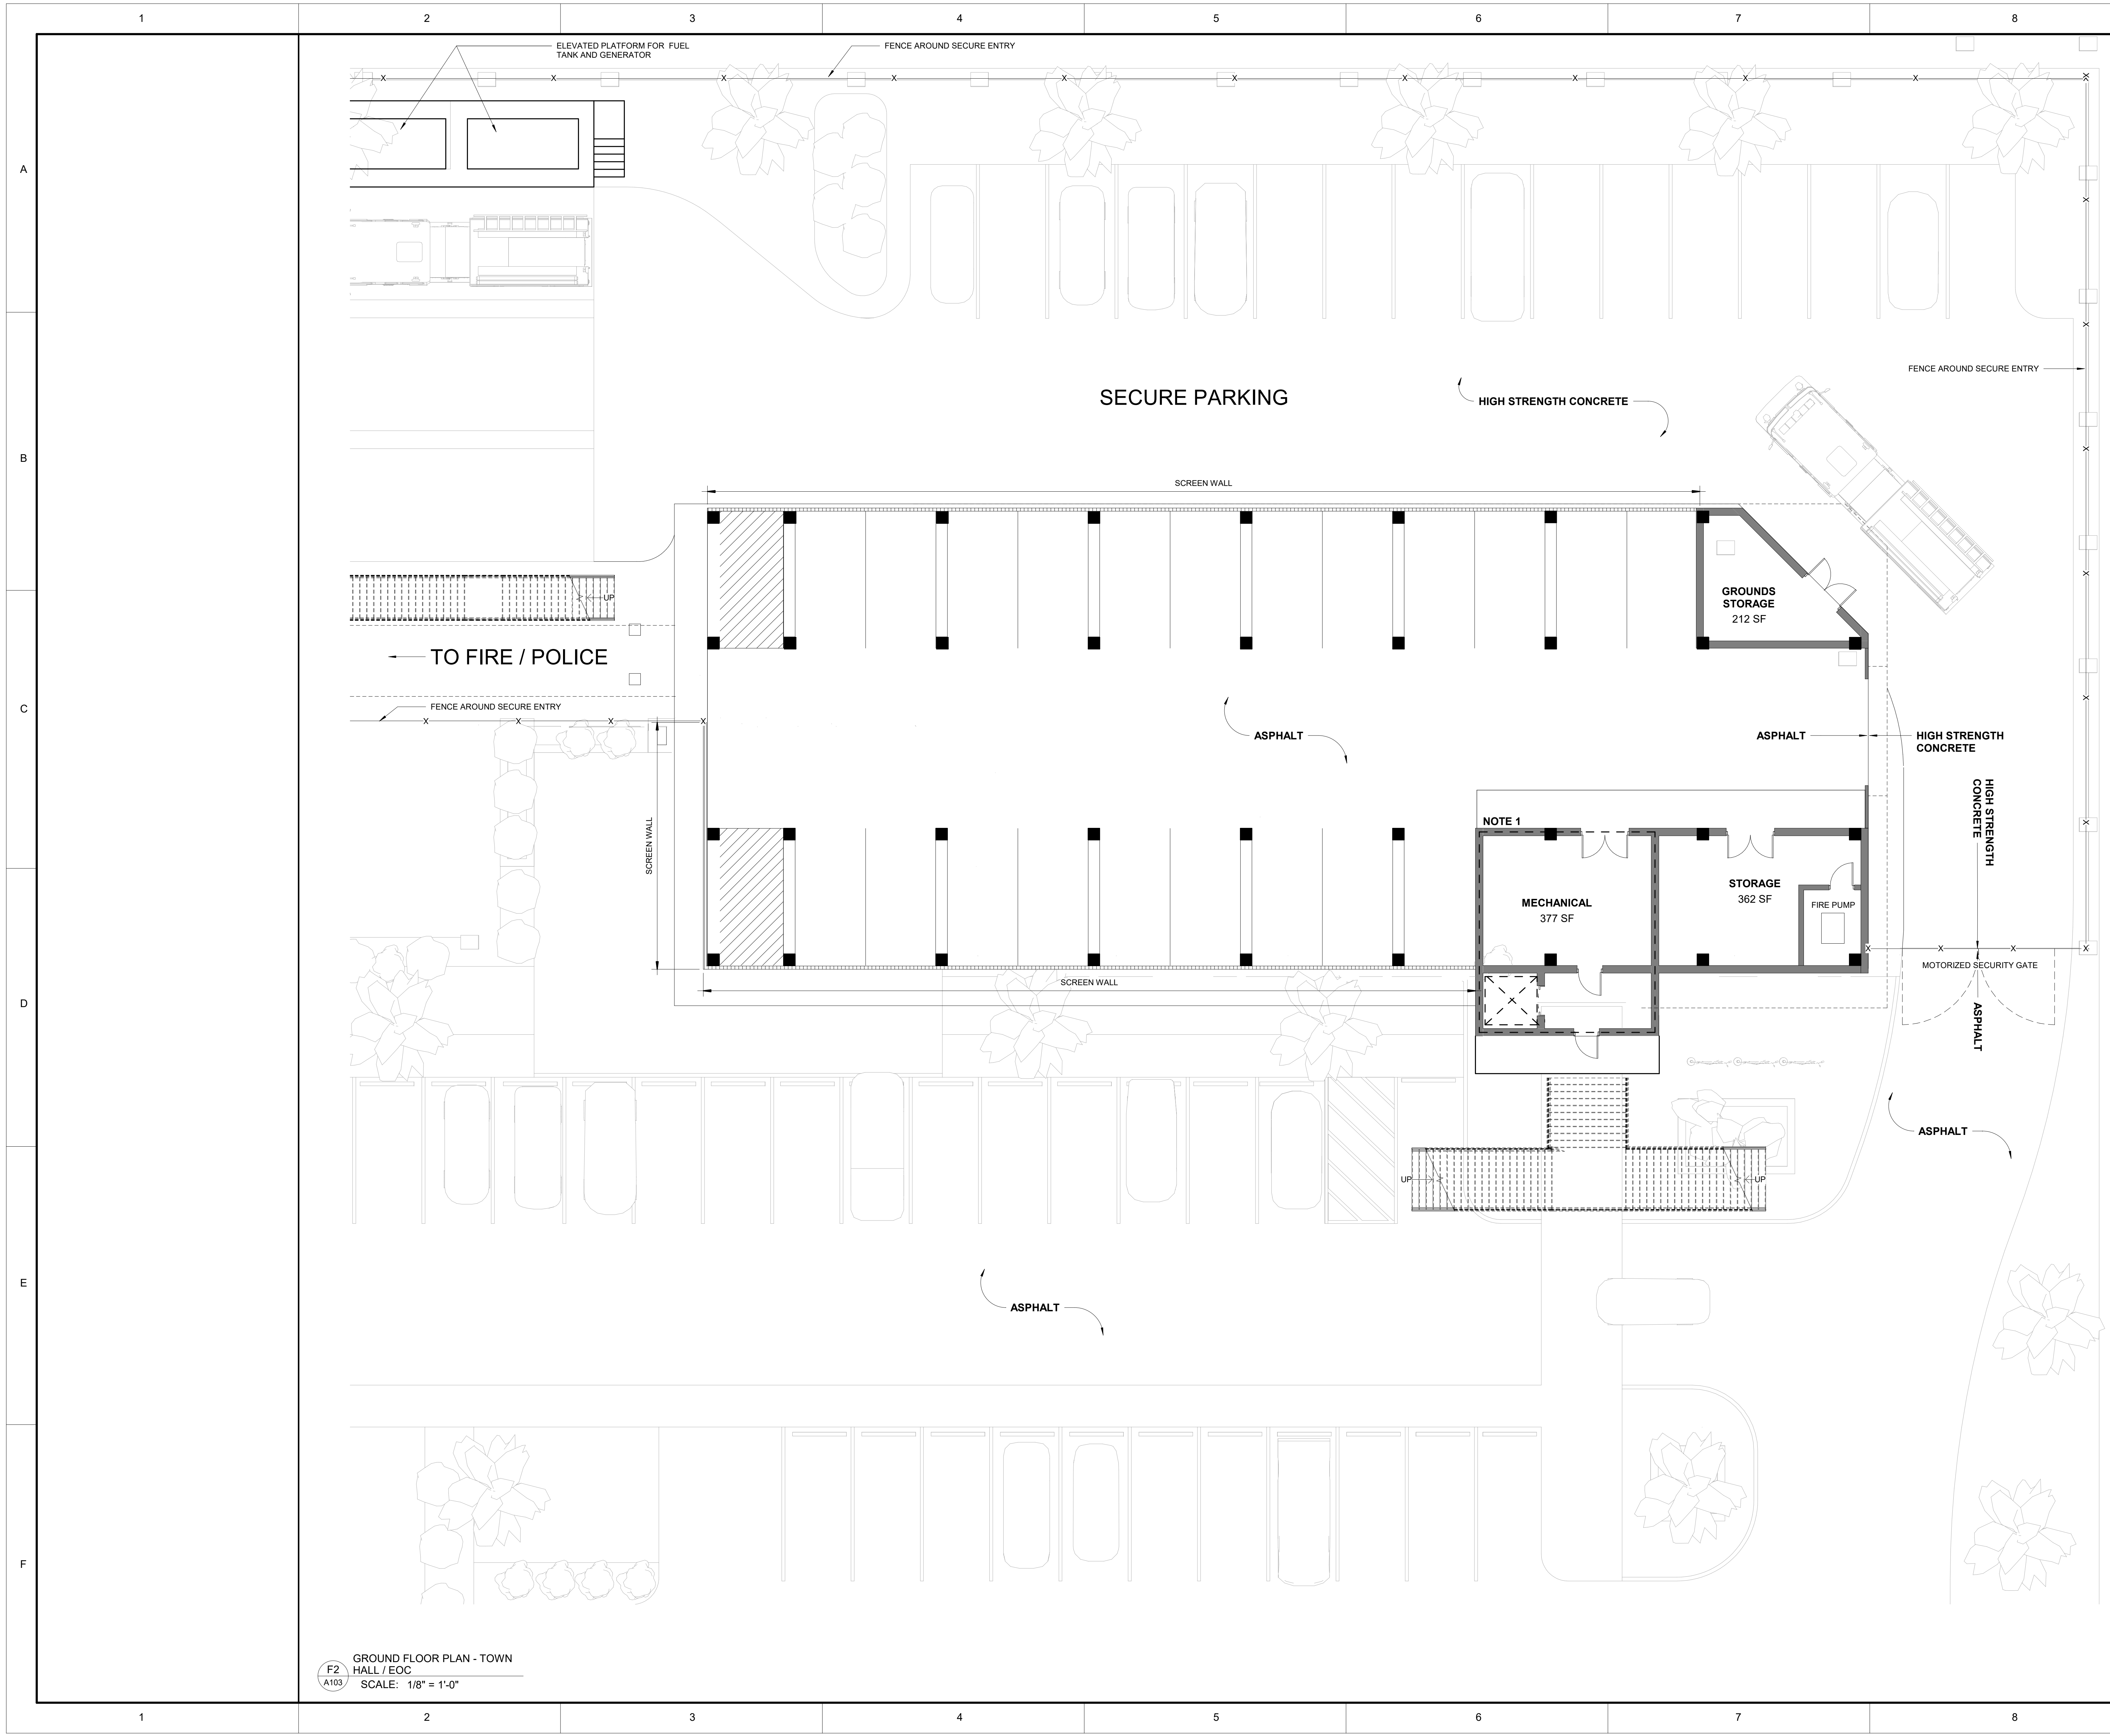 1 2 3 4 5 6 7 8
ELEVATED PLATFORM FOR FUEL
TANK AND GENERATOR
FENCE AROUND SECURE ENTRY
X X X X X X X X X X X
A
X
X
FENCE AROUND SECURE ENTRY
SECURE PARKING
HIGH STRENGTH CONCRETE
B
X
SCREEN WALL
X
GROUNDS
STORAGE
212 SF
UP
TO FIRE / POLICE
X
FENCE AROUND SECURE ENTRY
C
X X X X
ASPHALT
ASPHALT
HIGH STRENGTH
CONCRETE
HIGH STRENGTH
CONCRETE
SCREEN WALL
NOTE 1
X
STORAGE
362 SF
MECHANICAL
377 SF
FIRE PUMP
X X X X
MOTORIZED SECURITY GATE
SCREEN WALL
D
ASPHALT
ASPHALT
UP
UP
E
ASPHALT
F
GROUND FLOOR PLAN - TOWN
HALL / EOC
F2
A103
SCALE: 1/8" = 1'-0"
1 2 3 4 5 6 7 8